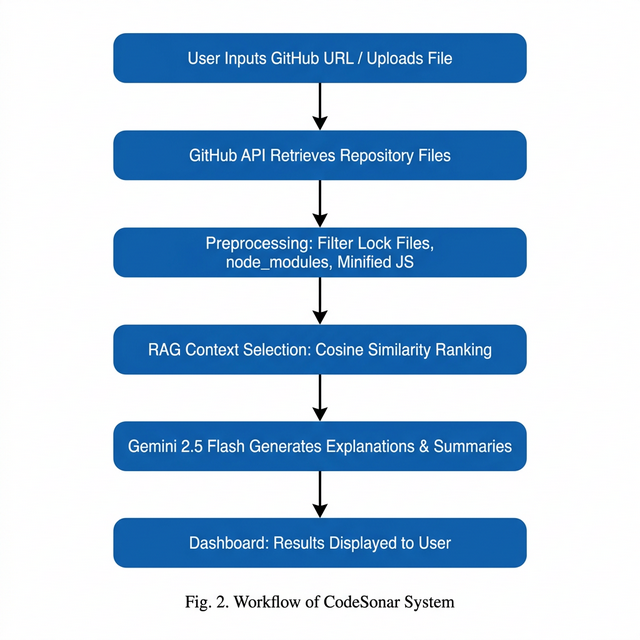 User Inputs GitHub URL / Uploads File
GitHub API Retrieves Repository Files
Preprocessing: Filter Lock Files,
node_modules, Minified JS
RAG Context Selection: Cosine Similarity Ranking
Gemini 2.5 Flash Generates Explanations & Summaries
Dashboard: Results Displayed to User
Fig. 2. Workflow of CodeSonar System